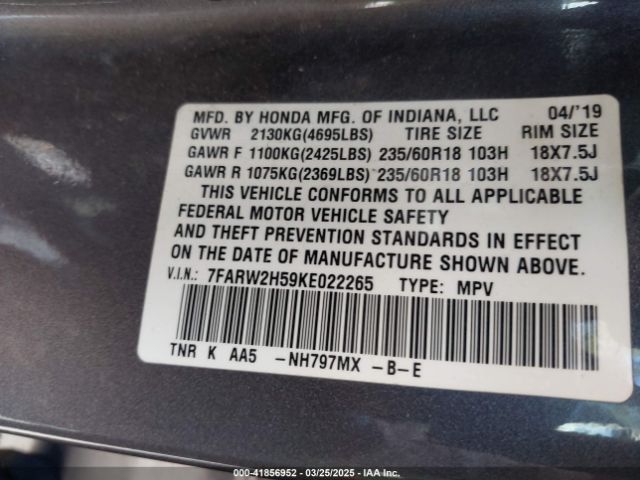 MFD. BY HONDA MFG. OF INDIANA, LLC 04/'19
GVWR 2130KG(4695LBS) TIRE SIZE RIM SIZE
GAWR F 1100KG(2425LBS) 235/60R18 103H 18X7.5J
GAWR R 1075KG(2369LBS) 235/60R18 103H 18X7.5J
THIS VEHICLE CONFORMS TO ALL APPLICABLE
FEDERAL MOTOR VEHICLE SAFETY
AND THEFT PREVENTION STANDARDS IN EFFECT
ON THE DATE OF MANUFACTURE SHOWN ABOVE.
V.I.N.: 7FARW2H59KE022265 TYPE: MPV
TNR K AA5 -NH797MX -B-E
000-41856952 / 03/25/2025 / IAA Inc.